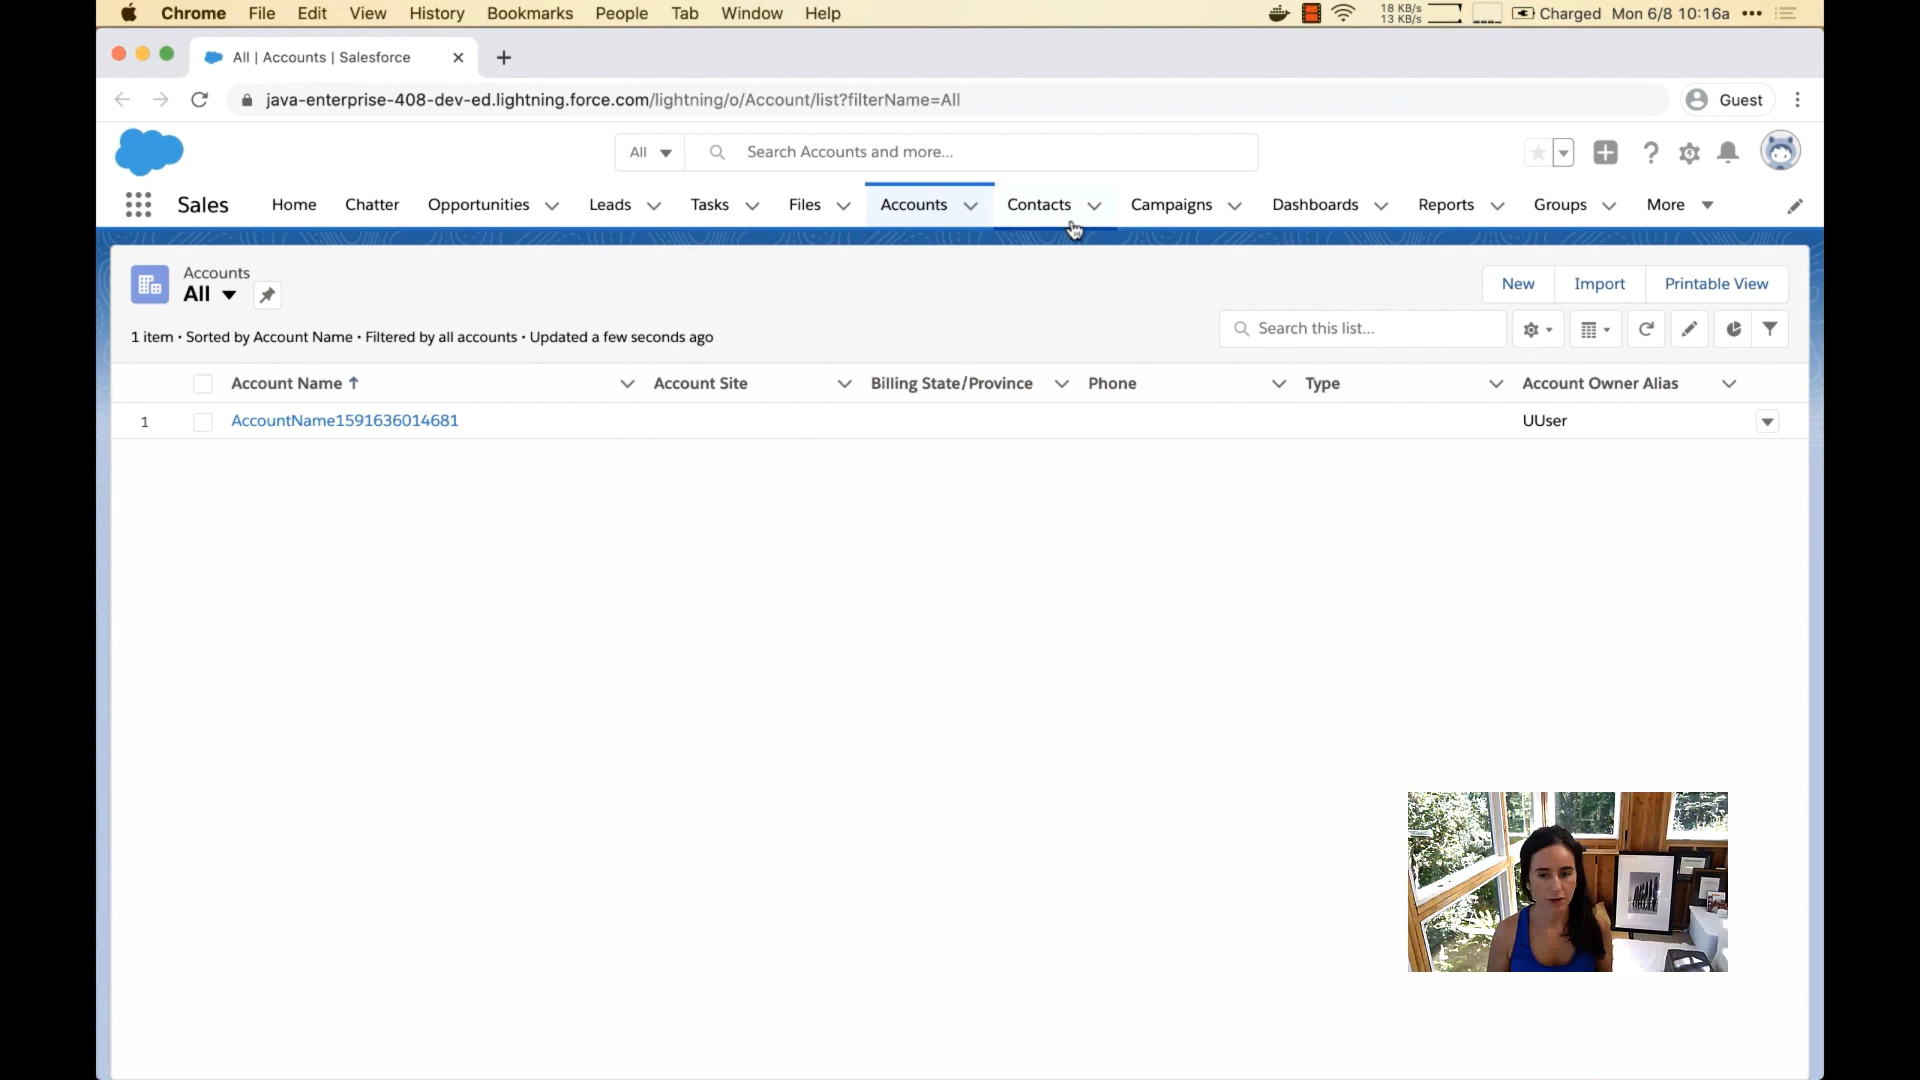 Chrome File Edit View History Bookmarks People Tab Window Help 18 KB/s 13 KB/s Charged Mon 6/8 10:16a
All | Accounts | Salesforce
java-enterprise-408-dev-ed.lightning.force.com/lightning/o/Account/list?filterName=All Guest
All Search Accounts and more...
Sales Home Chatter Opportunities Leads Tasks Files Accounts Contacts Campaigns Dashboards Reports Groups More
Accounts
All
New Import Printable View
1 item • Sorted by Account Name • Filtered by all accounts • Updated a few seconds ago
Search this list...
Account Name Account Site Billing State/Province Phone Type Account Owner Alias
1 AccountName1591636014681 UUser